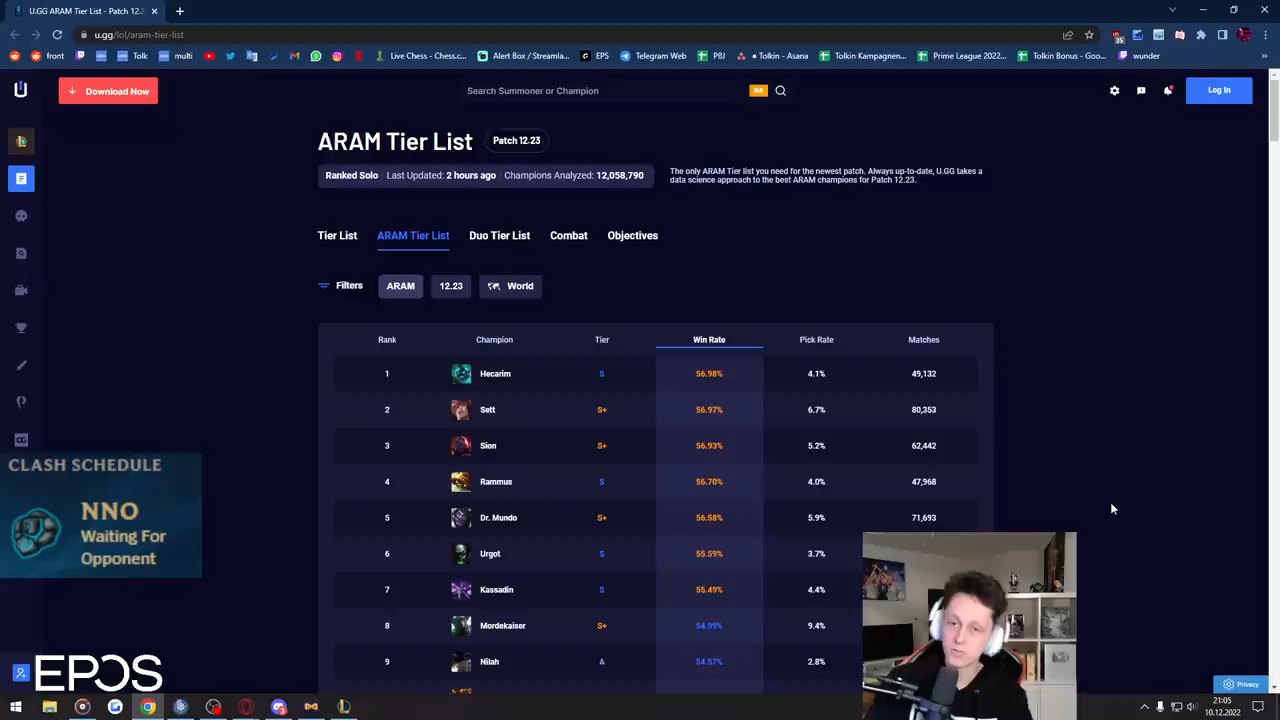 U.GG ARAM Tier List - Patch 12.2
u.gg/lol/aram-tier-list
front
Tolk
multi
EPS
Live Chess - Chess.c...
Alert Box / Streamla...
EPS
Telegram Web
PBJ
Tolkin - Asana
Tolkin Kampagnen...
Prime League 2022...
Tolkin Bonus - Goo...
wunder
Download Now
Search Summoner or Champion
NA
Log In
ARAM Tier List
Patch 12.23
Ranked Solo
Last Updated: 2 hours ago
Champions Analyzed: 12,058,790
The only ARAM Tier list you need for the newest patch. Always up-to-date, U.GG takes a
data science approach to the best ARAM champions for Patch 12.23.
Tier List
ARAM Tier List
Duo Tier List
Combat
Objectives
Filters
ARAM
12.23
World
Rank Champion Tier Win Rate Pick Rate Matches
1 Hecarim S 56.98% 4.1% 49,132
2 Sett S+ 56.97% 6.7% 80,353
3 Sion S+ 56.93% 5.2% 62,442
4 Rammus S 56.70% 4.0% 47,968
5 Dr. Mundo S+ 56.58% 5.9% 71,693
6 Urgot S 55.59% 3.7%
7 Kassadin S 55.49% 4.4%
8 Mordekaiser S+ 54.99% 9.4%
9 Nilah A 54.57% 2.8%
CLASH SCHEDULE
NNO
Waiting For
Opponent
EPOS
Privacy
21:05
10.12.2022